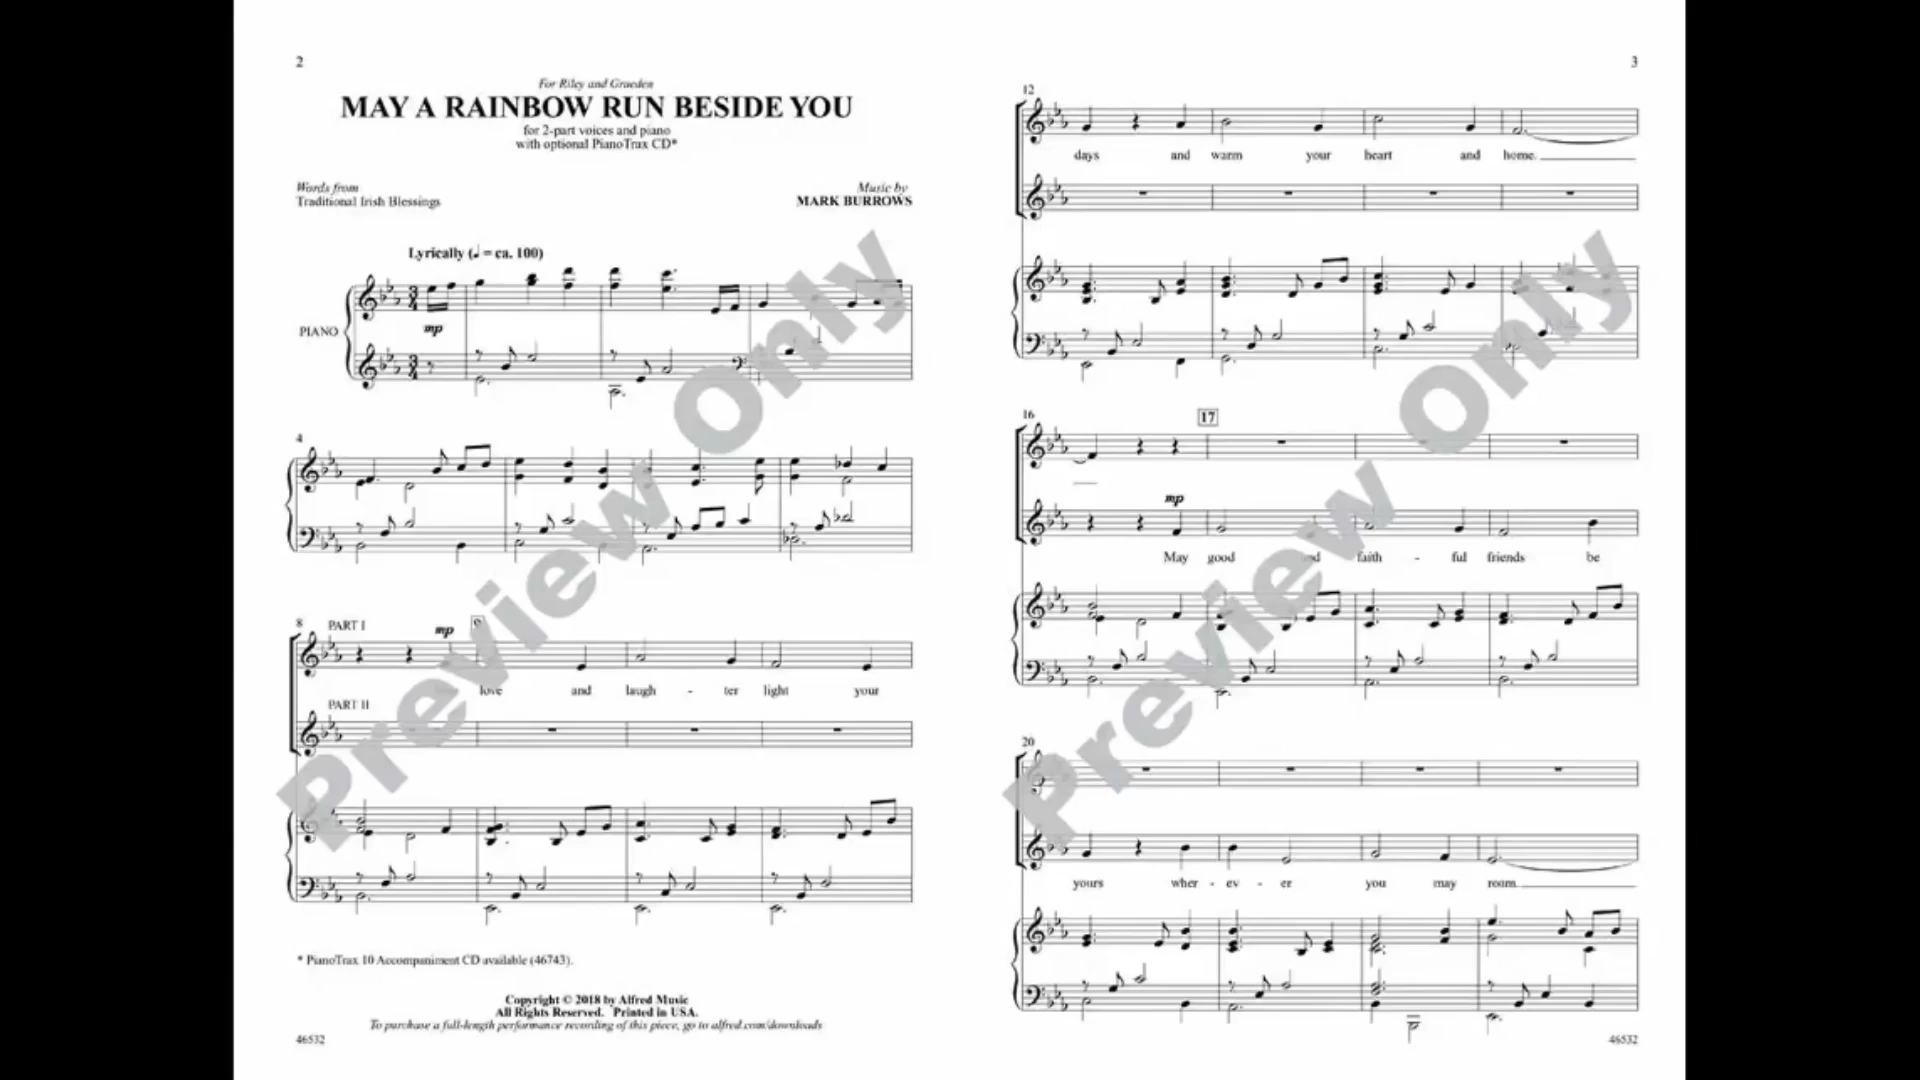 2
For Riley and Graeden
MAY A RAINBOW RUN BESIDE YOU
for 2-part voices and piano
with optional PianoTrax CD*
Words from
Traditional Irish Blessings
Music by
MARK BURROWS
Lyrically (♩ = ca. 100)
PIANO
mp
4
8
PART I
mp
9
love and laugh - ter light your
PART II
* PianoTrax 10 Accompaniment CD available (46743).
Copyright © 2018 by Alfred Music
All Rights Reserved. Printed in USA.
To purchase a full-length performance recording of this piece, go to alfred.com/downloads
46532
Preview Only
3
12
days and warm your heart and home.
16
17
mp
May good and faith - ful friends be
20
yours wher - ev - er you may roam.
46532
Preview Only